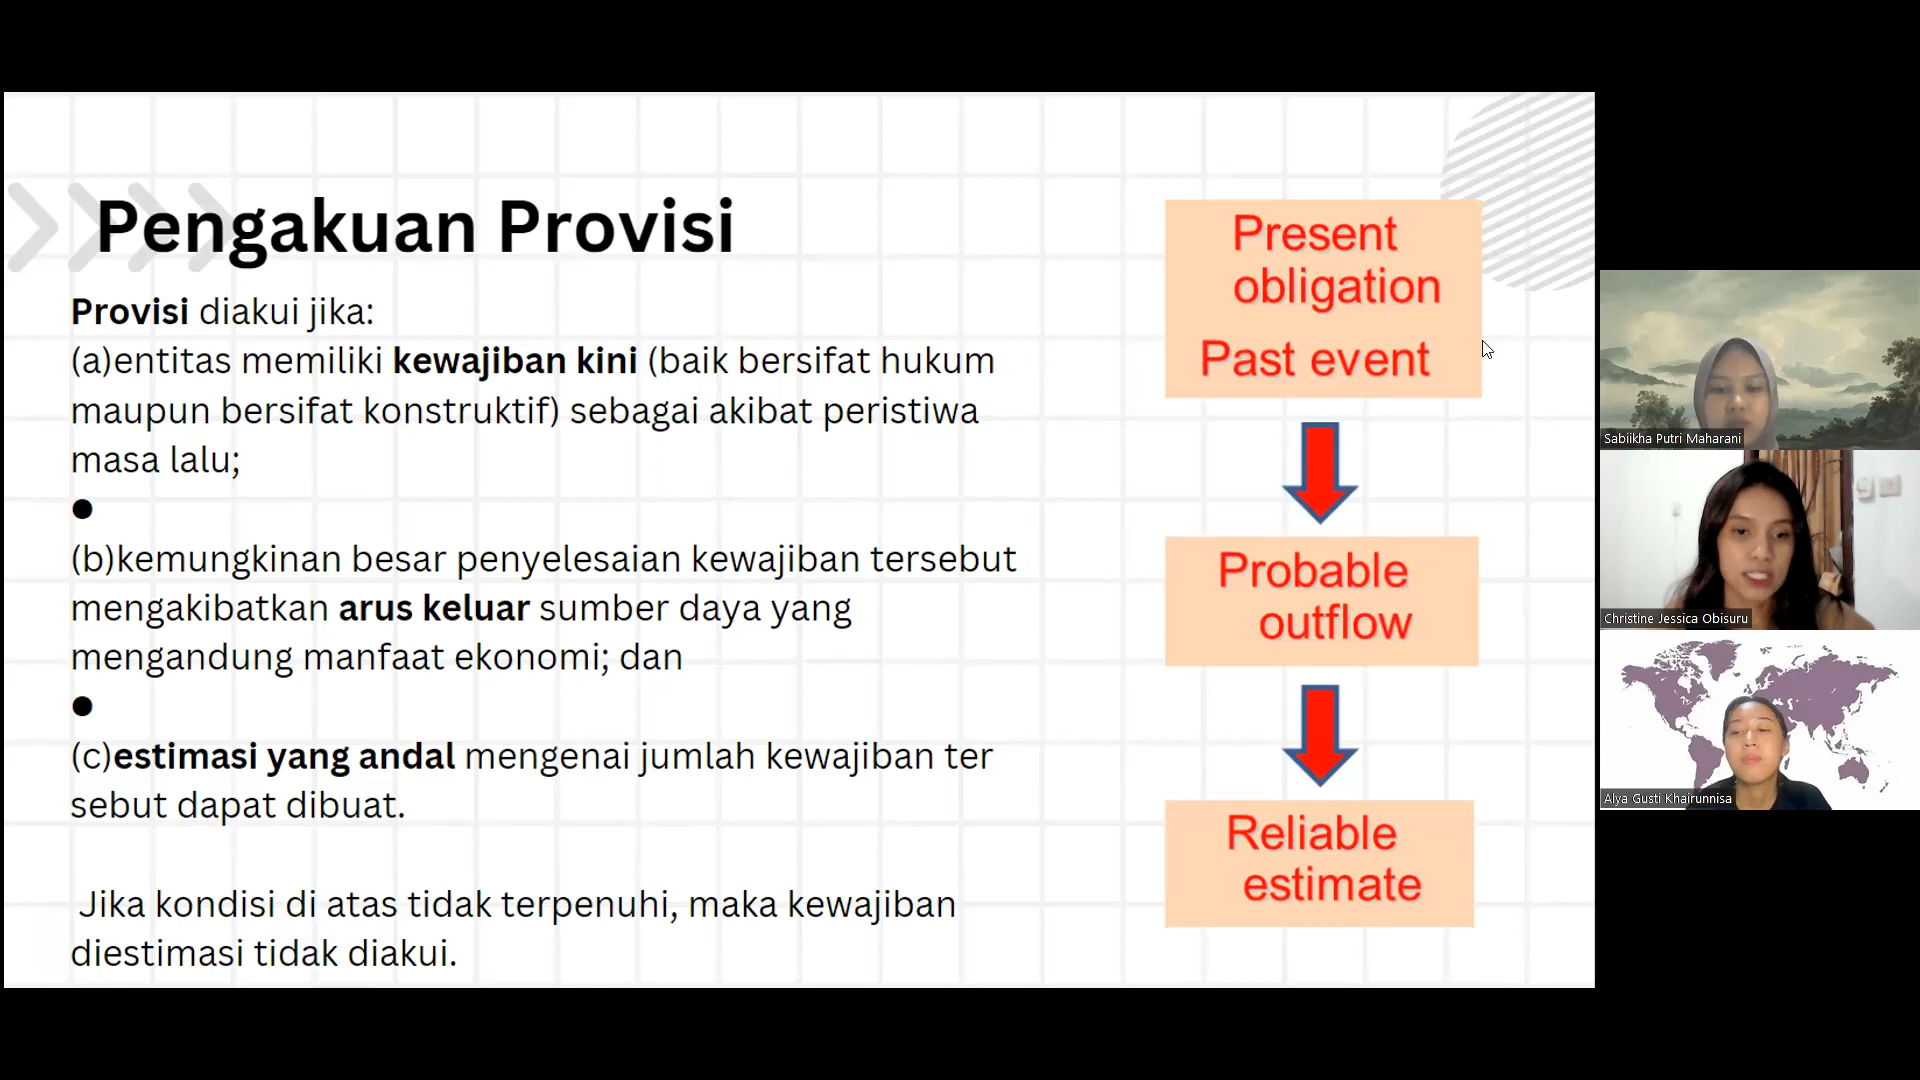 Pengakuan Provisi
Provisi diakui jika:
(a)entitas memiliki kewajiban kini (baik bersifat hukum
maupun bersifat konstruktif) sebagai akibat peristiwa
masa lalu;
●
(b)kemungkinan besar penyelesaian kewajiban tersebut
mengakibatkan arus keluar sumber daya yang
mengandung manfaat ekonomi; dan
●
(c)estimasi yang andal mengenai jumlah kewajiban ter
sebut dapat dibuat.
Jika kondisi di atas tidak terpenuhi, maka kewajiban
diestimasi tidak diakui.
Present
obligation
Past event
Probable
outflow
Reliable
estimate
Sabiikha Putri Maharani
Christine Jessica Obisuru
Alya Gusti Khairunnisa